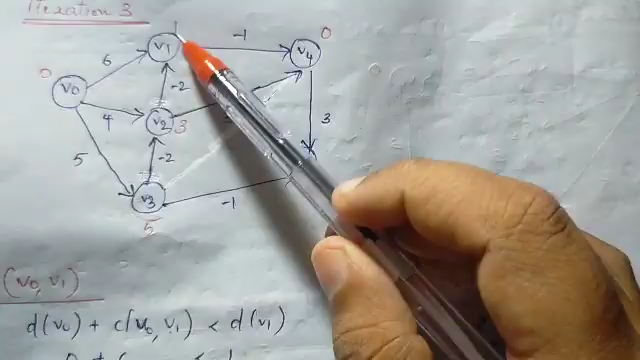 Iteration 3
1
0
v1
-1
v4
0
6
v0
-2
4
v2
3
3
5
-2
v3
-1
5
(v0, v1)
d(v0) + c(v0, v1) < d(v1)